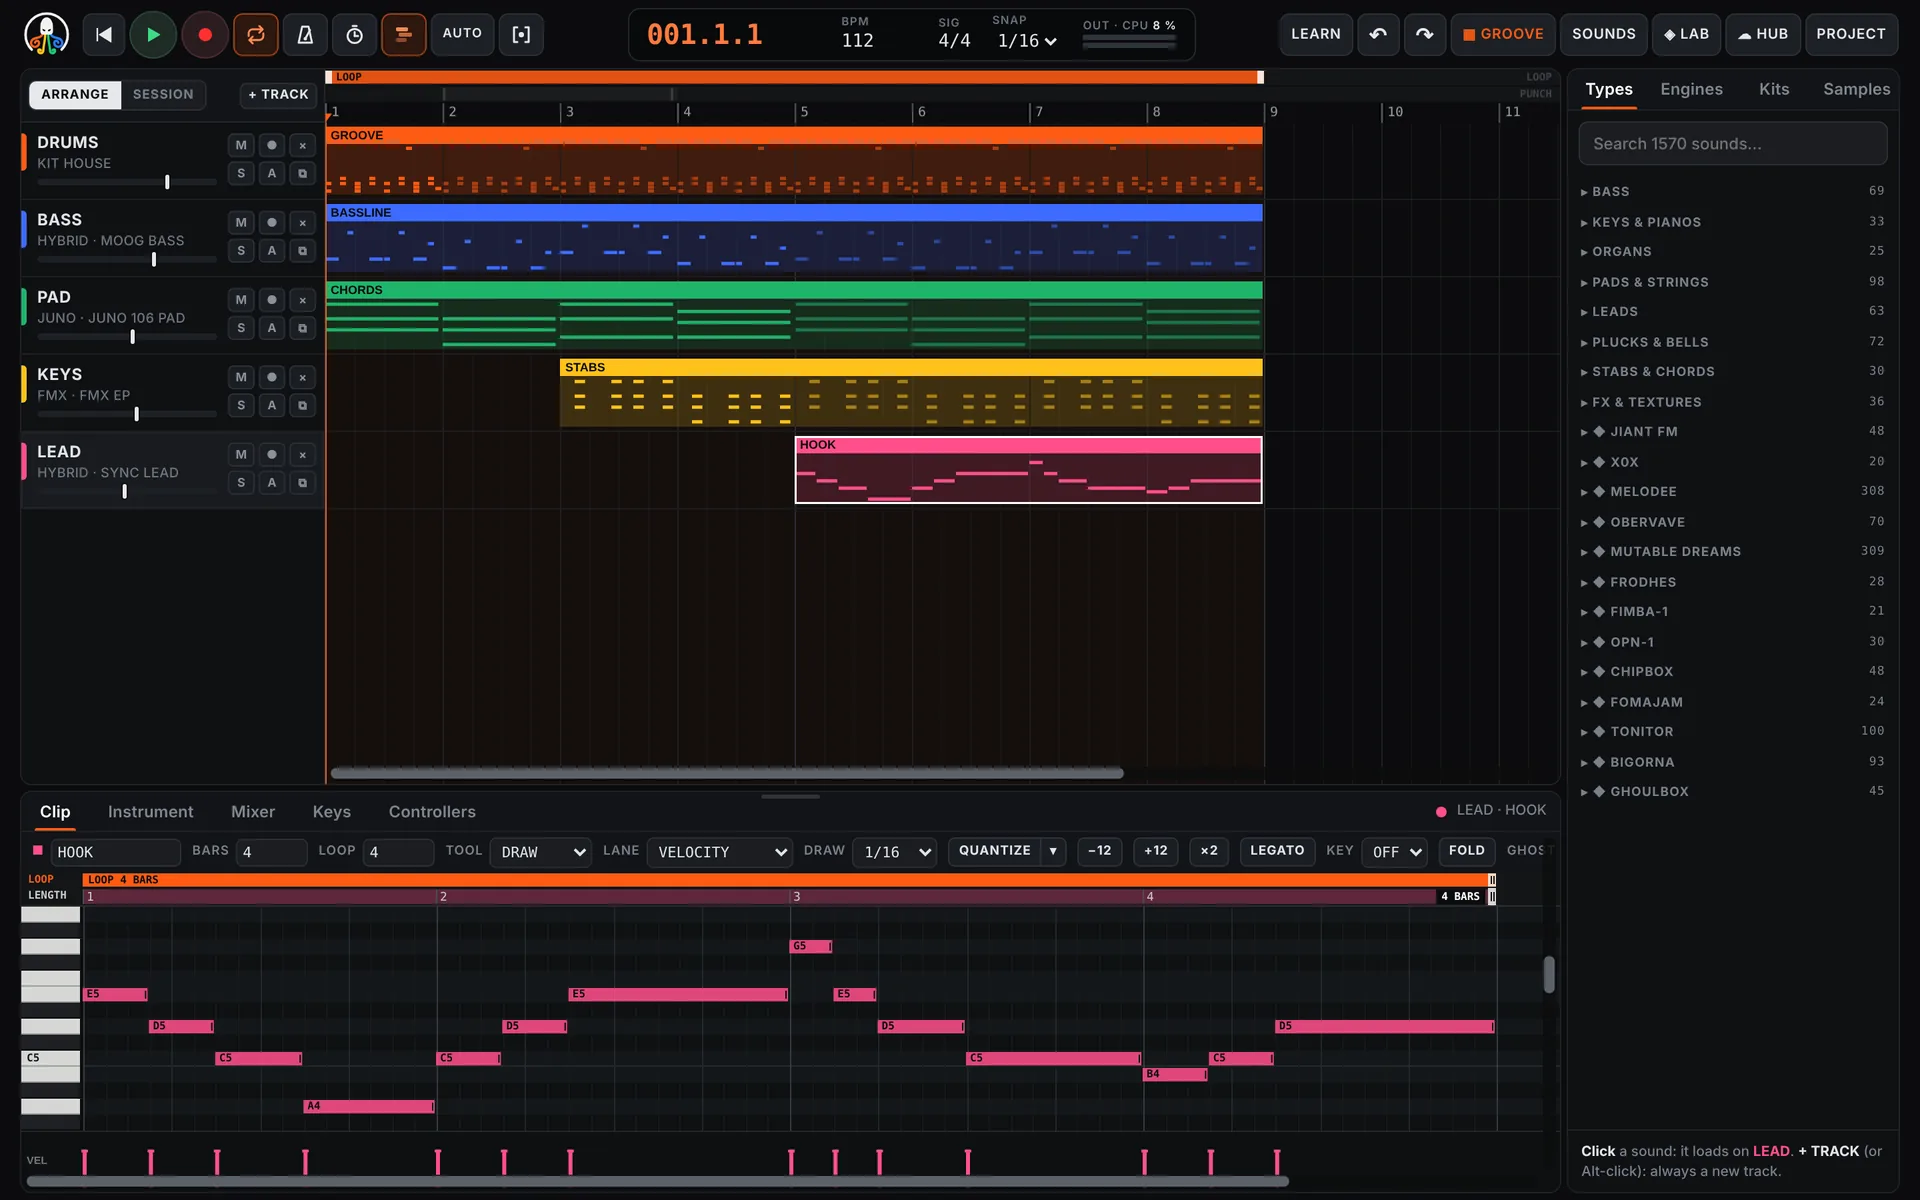 AUTO
001.1.1
BPM
112
SIG
4/4
SNAP
1/16
OUT · CPU 8 %
LEARN
GROOVE
SOUNDS
LAB
HUB
PROJECT
ARRANGE
SESSION
+ TRACK
LOOP
LOOP
PUNCH
1 2 3 4 5 6 7 8 9 10 11
DRUMS
KIT HOUSE
M
S A
GROOVE
BASS
HYBRID · MOOG BASS
M
S A
BASSLINE
PAD
JUNO · JUNO 106 PAD
M
S A
CHORDS
KEYS
FMX · FMX EP
M
S A
STABS
LEAD
HYBRID · SYNC LEAD
M
S A
HOOK
Types Engines Kits Samples
Search 1570 sounds...
BASS 69
KEYS & PIANOS 33
ORGANS 25
PADS & STRINGS 98
LEADS 63
PLUCKS & BELLS 72
STABS & CHORDS 30
FX & TEXTURES 36
JIANT FM 48
X0X 20
MELODEE 308
OBERVAVE 70
MUTABLE DREAMS 309
FRODHES 28
FIMBA-1 21
OPN-1 30
CHIPBOX 48
FOMAJAM 24
TONITOR 100
BIGORNA 93
GHOULBOX 45
Click a sound: it loads on LEAD. + TRACK (or
Alt-click): always a new track.
Clip Instrument Mixer Keys Controllers
LEAD · HOOK
HOOK BARS 4 LOOP 4 TOOL DRAW LANE VELOCITY DRAW 1/16 QUANTIZE −12 +12 ×2 LEGATO KEY OFF FOLD GHOST
LOOP LOOP 4 BARS
LENGTH 1 2 3 4 4 BARS
G5
E5 E5 E5
D5 D5 D5 D5
C5 C5 C5 C5 C5
B4
A4
VEL